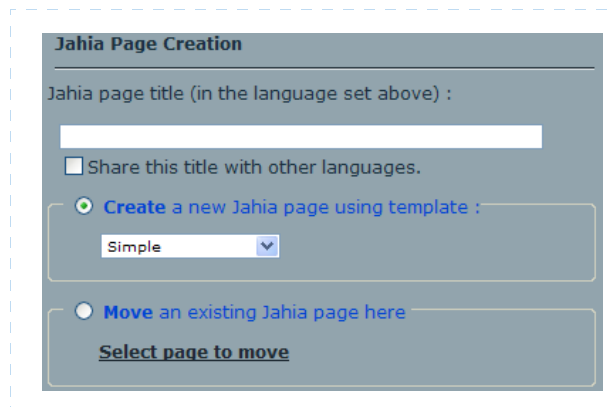 Jahia Page Creation
Jahia page title (in the language set above) :
Share this title with other languages.
Create a new Jahia page using template :
Simple
Move an existing Jahia page here
Select page to move